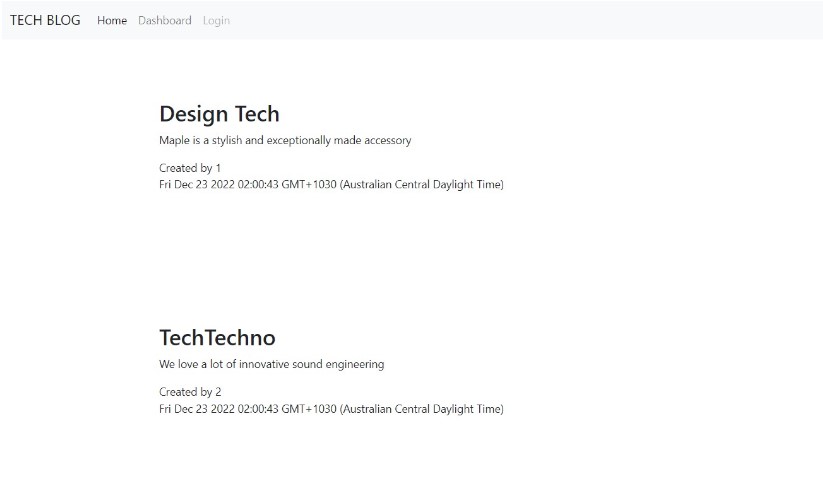 TECH BLOG Home Dashboard Login
Design Tech
Maple is a stylish and exceptionally made accessory
Created by 1
Fri Dec 23 2022 02:00:43 GMT+1030 (Australian Central Daylight Time)
TechTechno
We love a lot of innovative sound engineering
Created by 2
Fri Dec 23 2022 02:00:43 GMT+1030 (Australian Central Daylight Time)